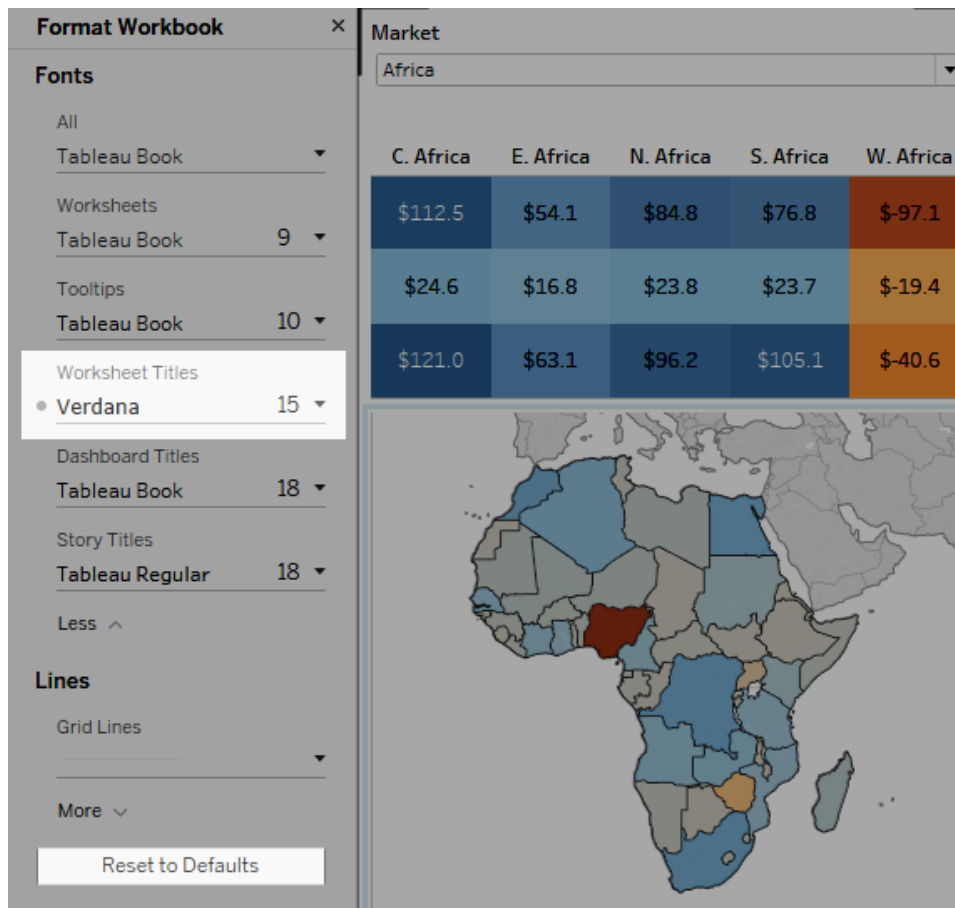 Format Workbook
Fonts
All
Tableau Book
Worksheets
Tableau Book 9
Tooltips
Tableau Book 10
Worksheet Titles
Verdana 15
Dashboard Titles
Tableau Book 18
Story Titles
Tableau Regular 18
Less
Lines
Grid Lines
More
Reset to Defaults
Market
Africa
C. Africa E. Africa N. Africa S. Africa W. Africa
$112.5 $54.1 $84.8 $76.8 $-97.1
$24.6 $16.8 $23.8 $23.7 $-19.4
$121.0 $63.1 $96.2 $105.1 $-40.6